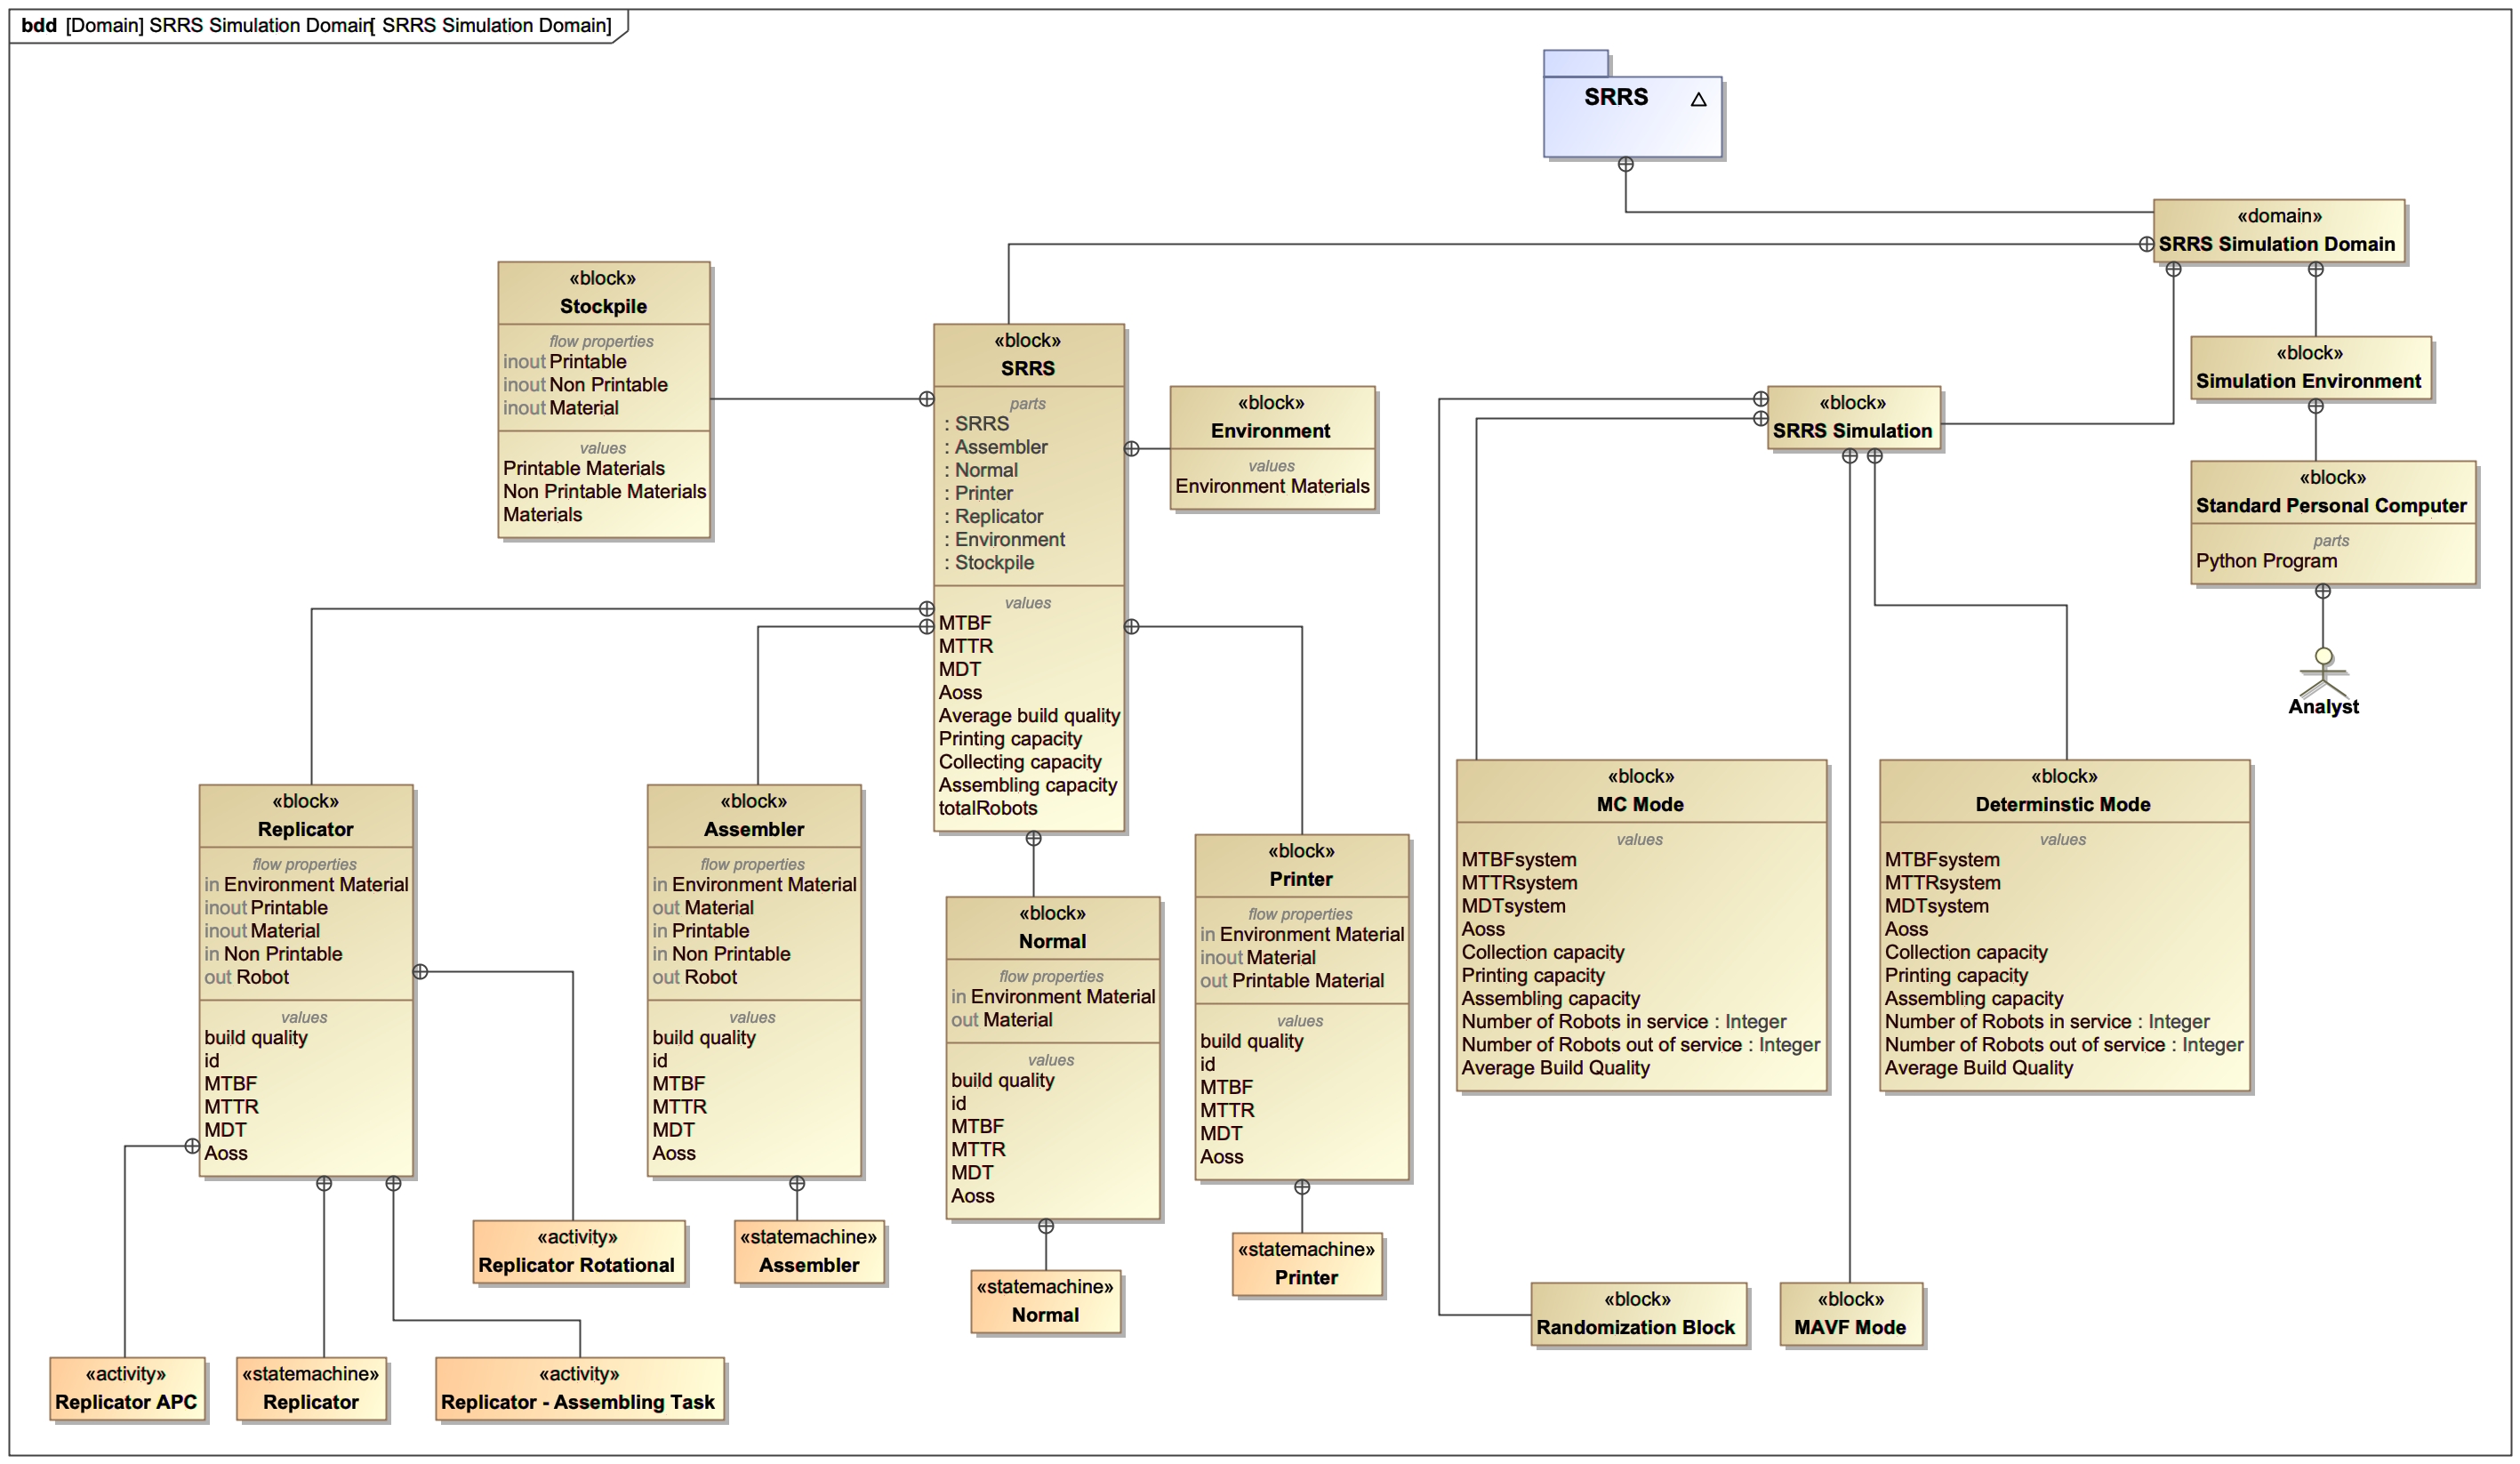 bdd [Domain] SRRS Simulation Domain[ SRRS Simulation Domain]
SRRS
«domain»
SRRS Simulation Domain
«block»
Stockpile
flow properties
inout Printable
inout Non Printable
inout Material
values
Printable Materials
Non Printable Materials
Materials
«block»
SRRS
parts
: SRRS
: Assembler
: Normal
: Printer
: Replicator
: Environment
: Stockpile
values
MTBF
MTTR
MDT
Aoss
Average build quality
Printing capacity
Collecting capacity
Assembling capacity
totalRobots
«block»
Environment
values
Environment Materials
«block»
SRRS Simulation
«block»
Simulation Environment
«block»
Standard Personal Computer
parts
Python Program
Analyst
«block»
Replicator
flow properties
in Environment Material
inout Printable
inout Material
in Non Printable
out Robot
values
build quality
id
MTBF
MTTR
MDT
Aoss
«block»
Assembler
flow properties
in Environment Material
out Material
in Printable
in Non Printable
out Robot
values
build quality
id
MTBF
MTTR
MDT
Aoss
«block»
Normal
flow properties
in Environment Material
out Material
values
build quality
id
MTBF
MTTR
MDT
Aoss
«block»
Printer
flow properties
in Environment Material
inout Material
out Printable Material
values
build quality
id
MTBF
MTTR
MDT
Aoss
«block»
MC Mode
values
MTBFsystem
MTTRsystem
MDTsystem
Aoss
Collection capacity
Printing capacity
Assembling capacity
Number of Robots in service : Integer
Number of Robots out of service : Integer
Average Build Quality
«block»
Determinstic Mode
values
MTBFsystem
MTTRsystem
MDTsystem
Aoss
Collection capacity
Printing capacity
Assembling capacity
Number of Robots in service : Integer
Number of Robots out of service : Integer
Average Build Quality
«activity»
Replicator Rotational
«statemachine»
Assembler
«statemachine»
Normal
«statemachine»
Printer
«block»
Randomization Block
«block»
MAVF Mode
«activity»
Replicator APC
«statemachine»
Replicator
«activity»
Replicator - Assembling Task